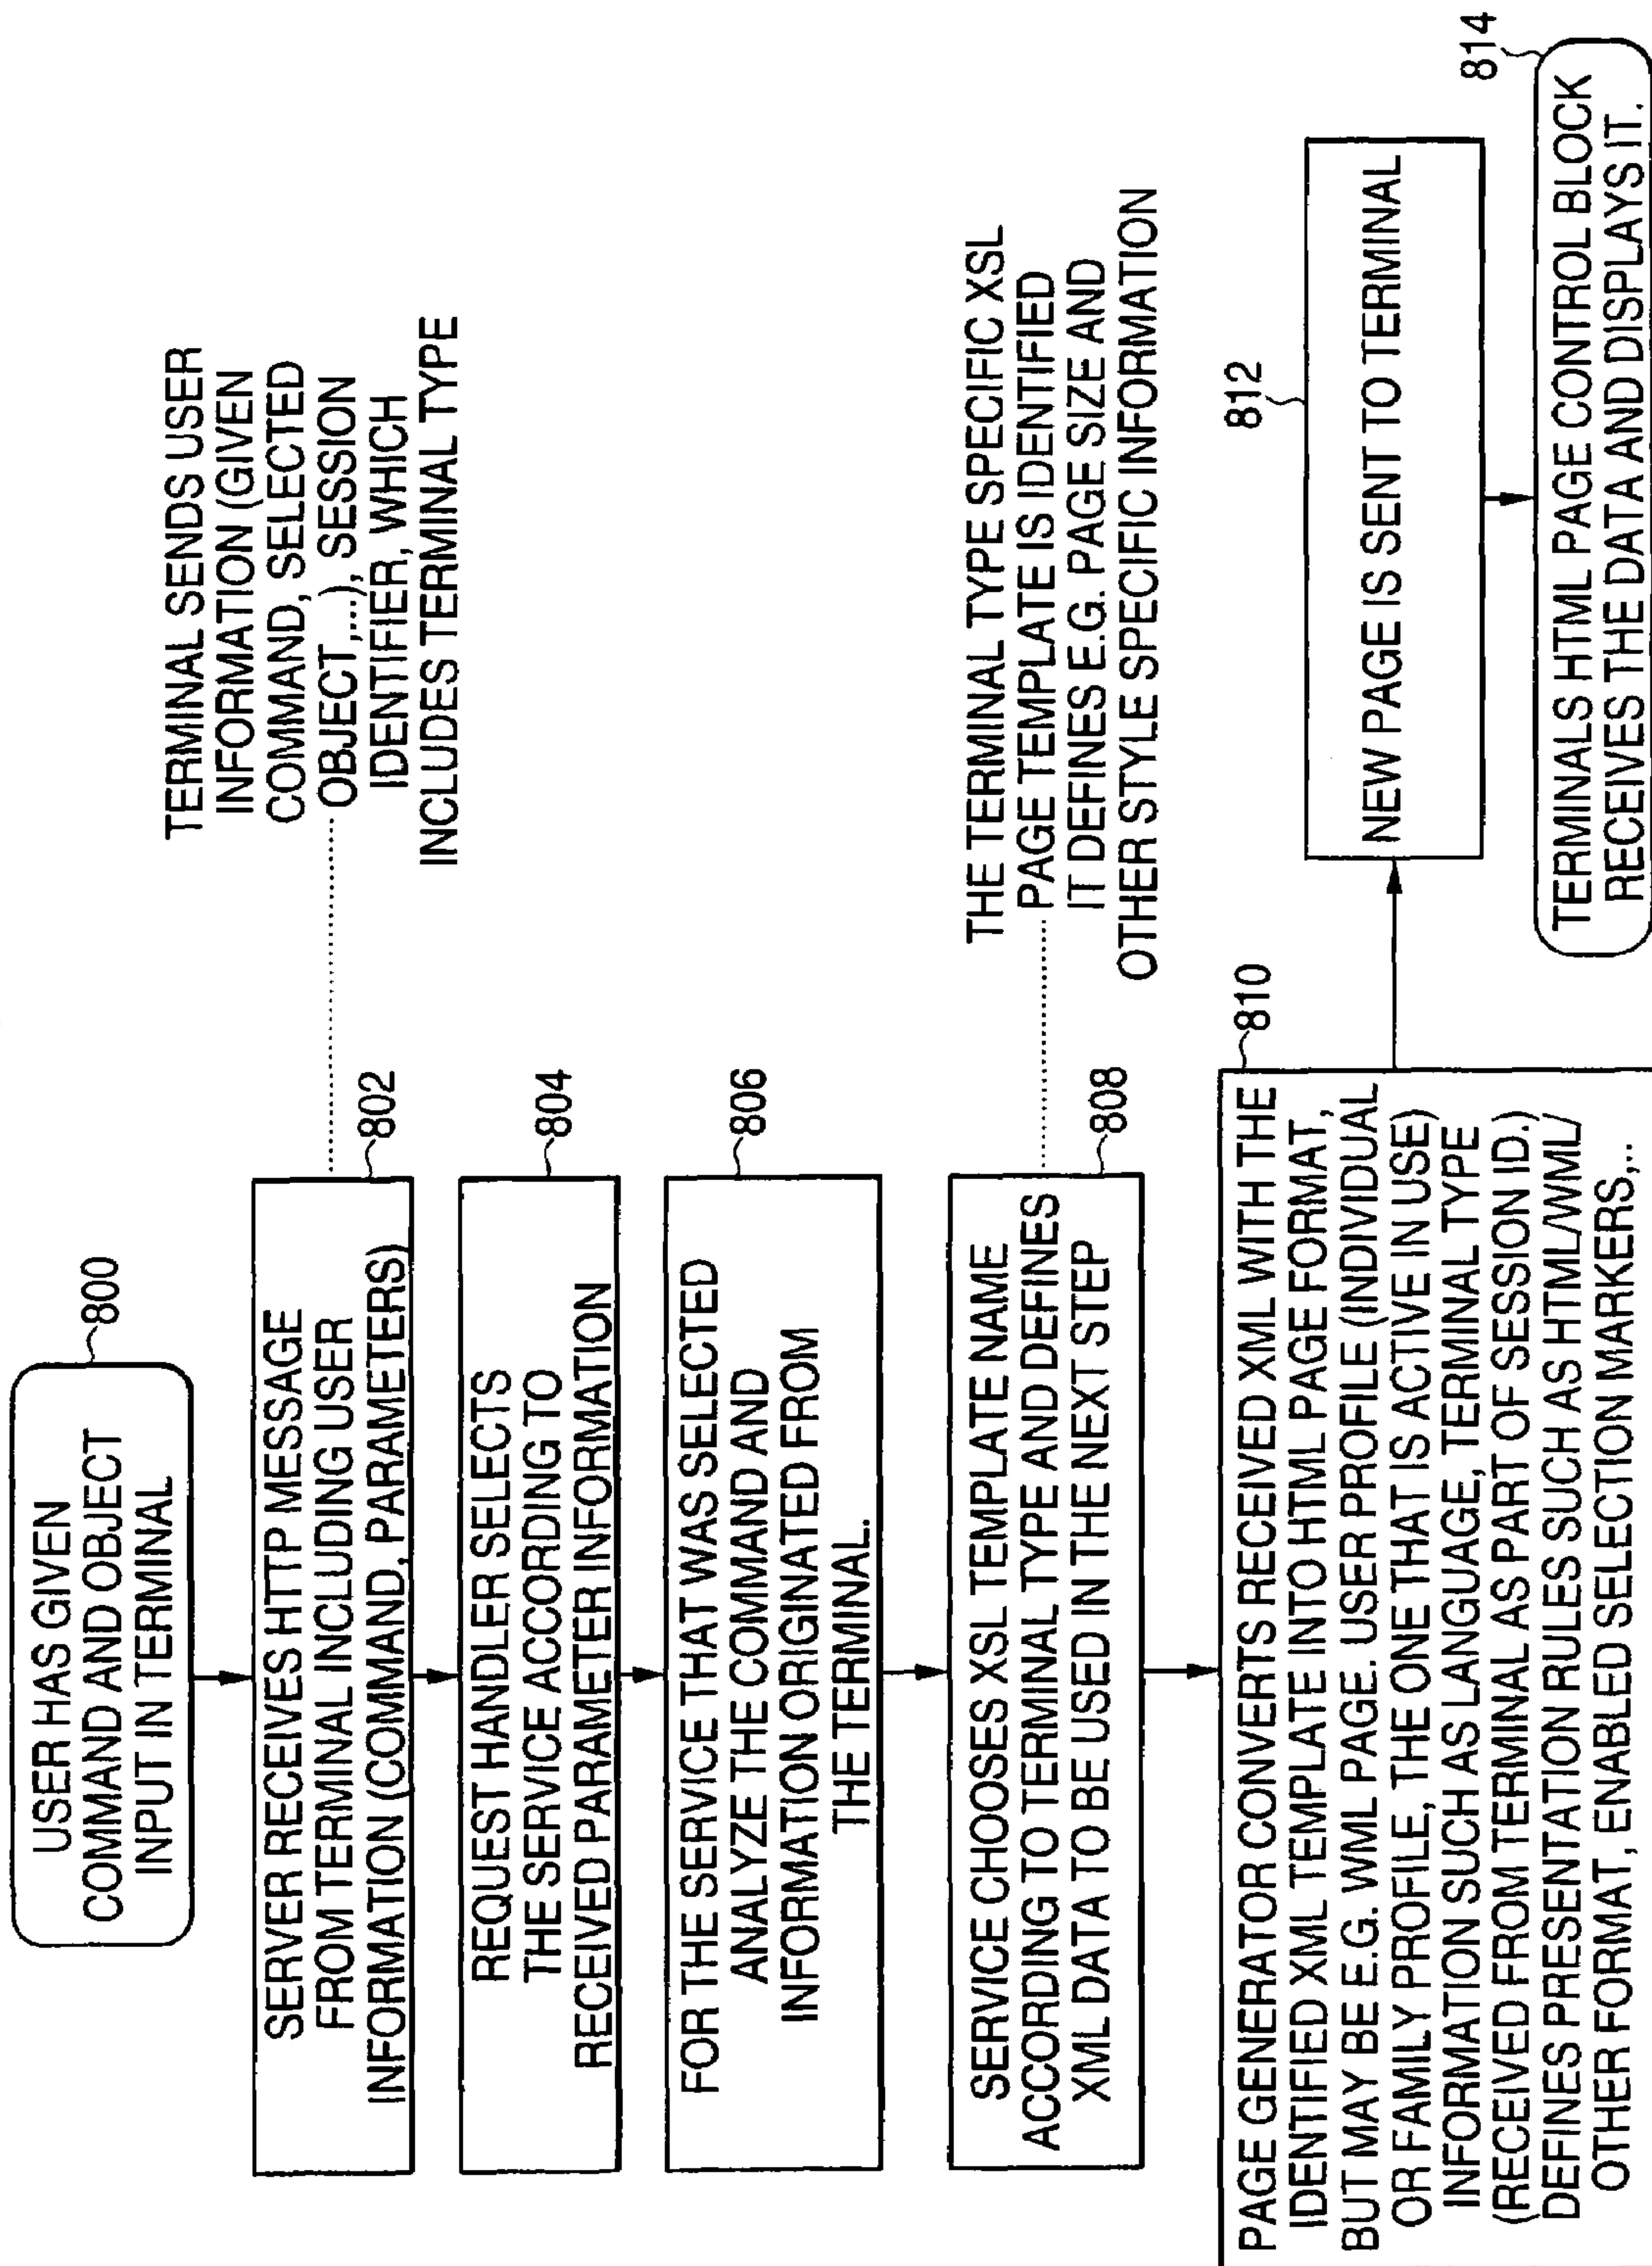 USER HAS GIVEN
COMMAND AND OBJECT
INPUT IN TERMINAL
800
SERVER RECEIVES HTTP MESSAGE
FROM TERMINAL INCLUDING USER
INFORMATION (COMMAND, PARAMETERS)
802
TERMINAL SENDS USER
INFORMATION (GIVEN
COMMAND, SELECTED
OBJECT,...), SESSION
IDENTIFIER, WHICH
INCLUDES TERMINAL TYPE
REQUEST HANDLER SELECTS
THE SERVICE ACCORDING TO
RECEIVED PARAMETER INFORMATION
804
FOR THE SERVICE THAT WAS SELECTED
ANALYZE THE COMMAND AND
INFORMATION ORIGINATED FROM
THE TERMINAL.
806
SERVICE CHOOSES XSL TEMPLATE NAME
ACCORDING TO TERMINAL TYPE AND DEFINES
XML DATA TO BE USED IN THE NEXT STEP
808
THE TERMINAL TYPE SPECIFIC XSL
PAGE TEMPLATE IS IDENTIFIED
IT DEFINES E.G. PAGE SIZE AND
OTHER STYLE SPECIFIC INFORMATION
PAGE GENERATOR CONVERTS RECEIVED XML WITH THE
IDENTIFIED XML TEMPLATE INTO HTML PAGE FORMAT,
BUT MAY BE E.G. WML PAGE. USER PROFILE (INDIVIDUAL
OR FAMILY PROFILE, THE ONE THAT IS ACTIVE IN USE)
INFORMATION SUCH AS LANGUAGE, TERMINAL TYPE
(RECEIVED FROM TERMINAL AS PART OF SESSION ID.)
DEFINES PRESENTATION RULES SUCH AS HTML/WML/
OTHER FORMAT, ENABLED SELECTION MARKERS,..
810
NEW PAGE IS SENT TO TERMINAL
812
TERMINALS HTML PAGE CONTROL BLOCK
RECEIVES THE DATA AND DISPLAYS IT.
814